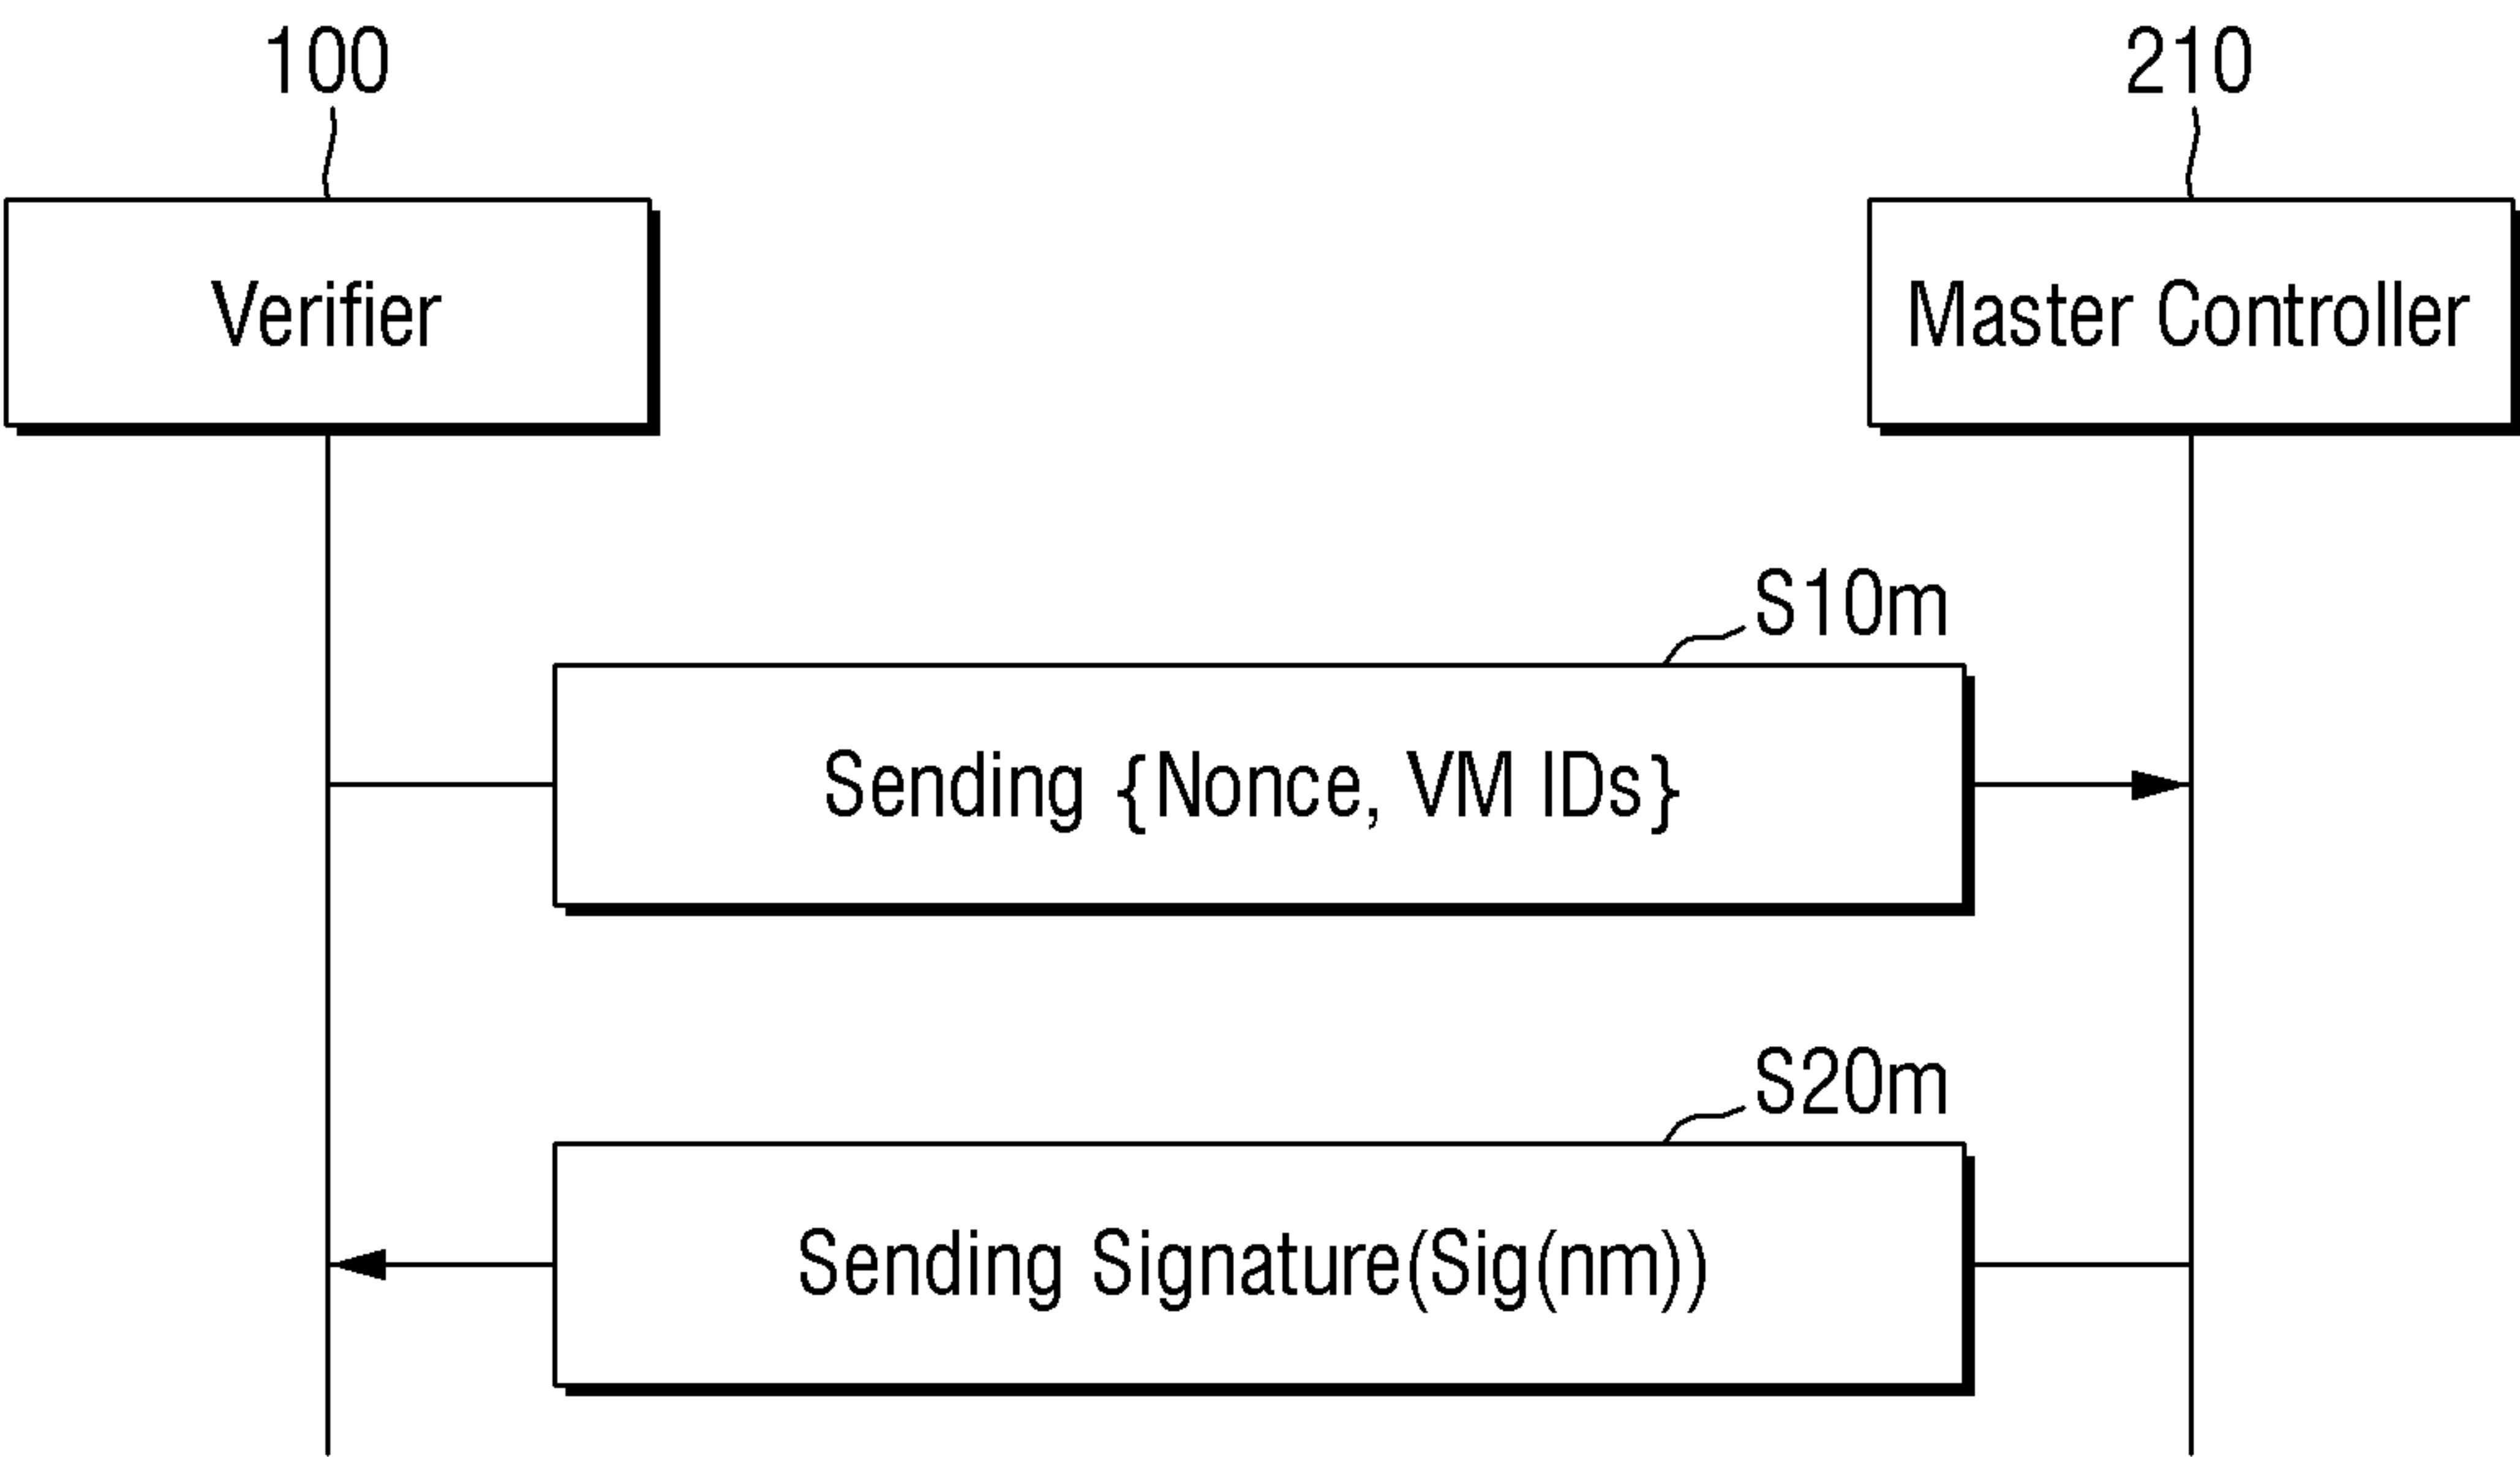 100
210
Verifier
Master Controller
S10m
Sending {Nonce, VM IDs}
S20m
Sending Signature(Sig(nm))